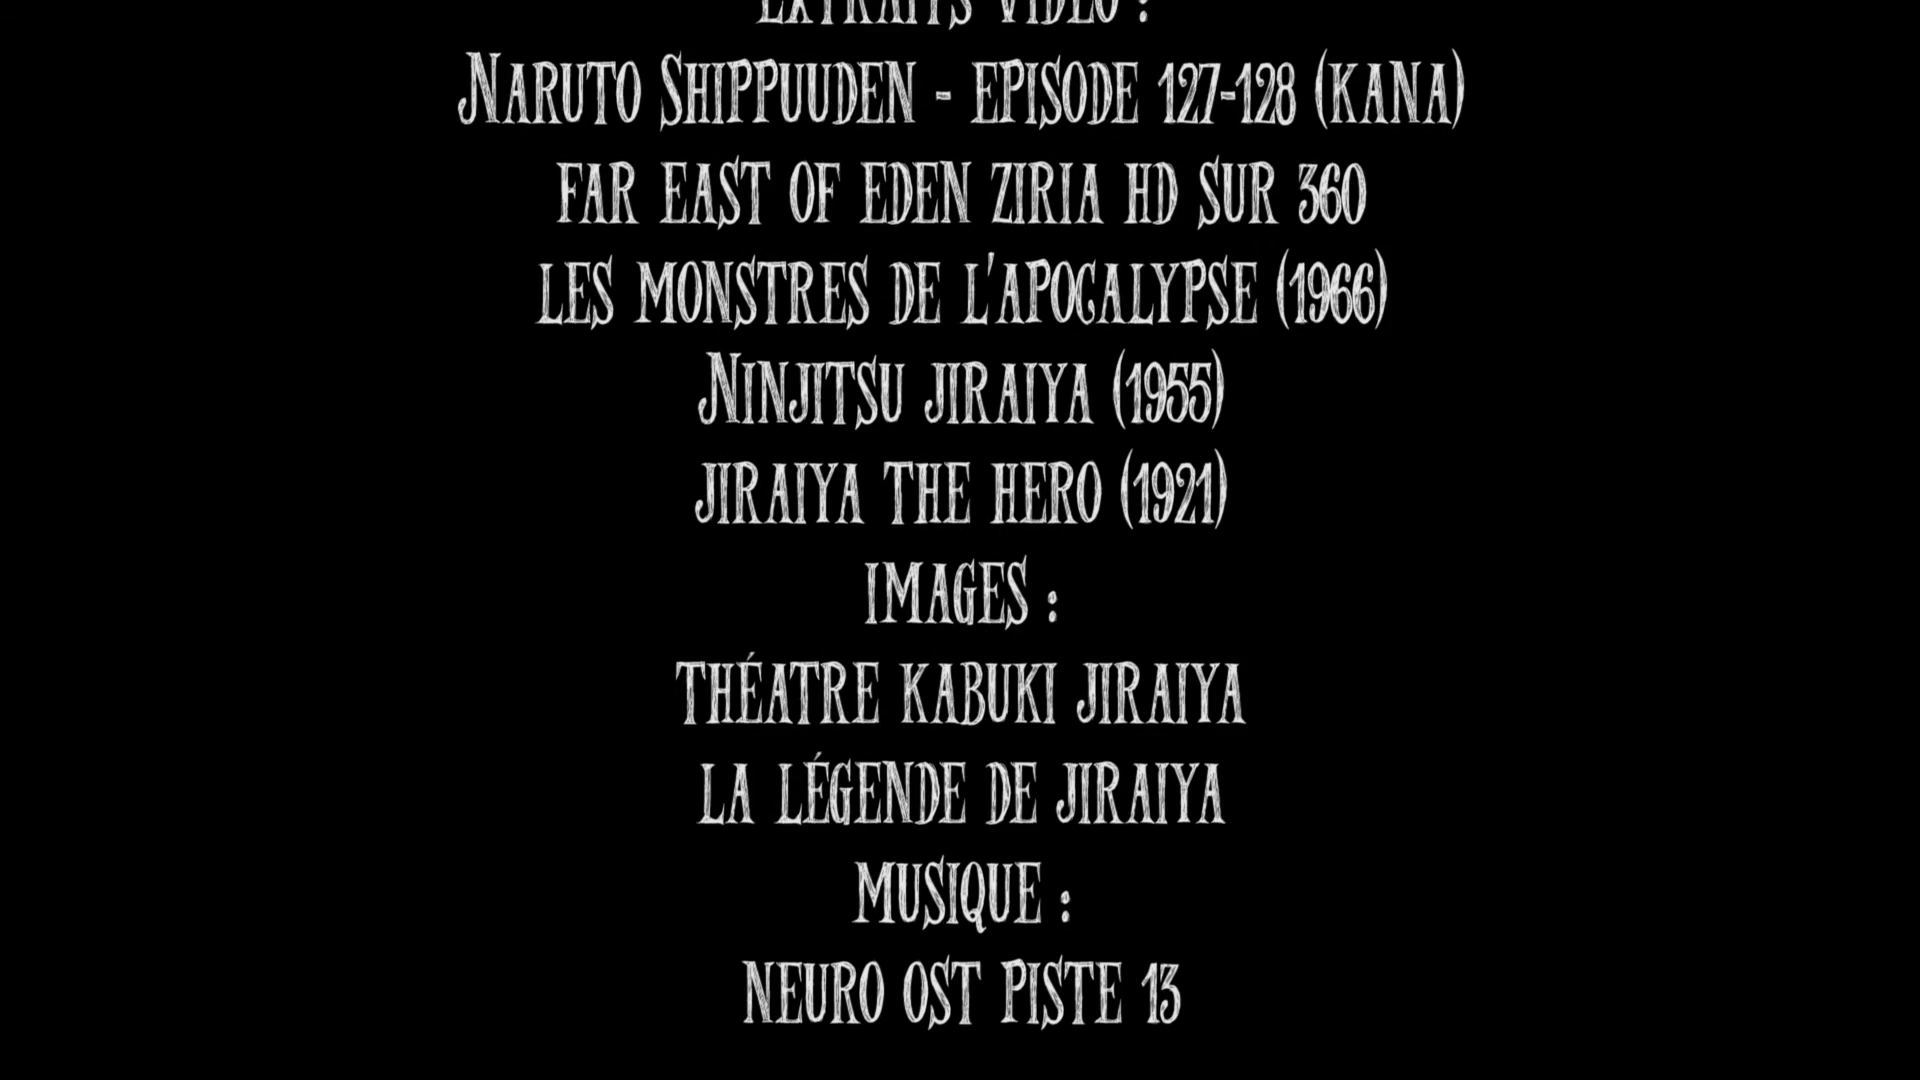 EXTRAITS VIDÉO :
NARUTO SHIPPUUDEN - EPISODE 127-128 (KANA)
FAR EAST OF EDEN ZIRIA HD SUR 360
LES MONSTRES DE L'APOCALYPSE (1966)
NINJITSU JIRAIYA (1955)
JIRAIYA THE HERO (1921)
IMAGES :
THÉATRE KABUKI JIRAIYA
LA LÉGENDE DE JIRAIYA
MUSIQUE :
NEURO OST PISTE 13